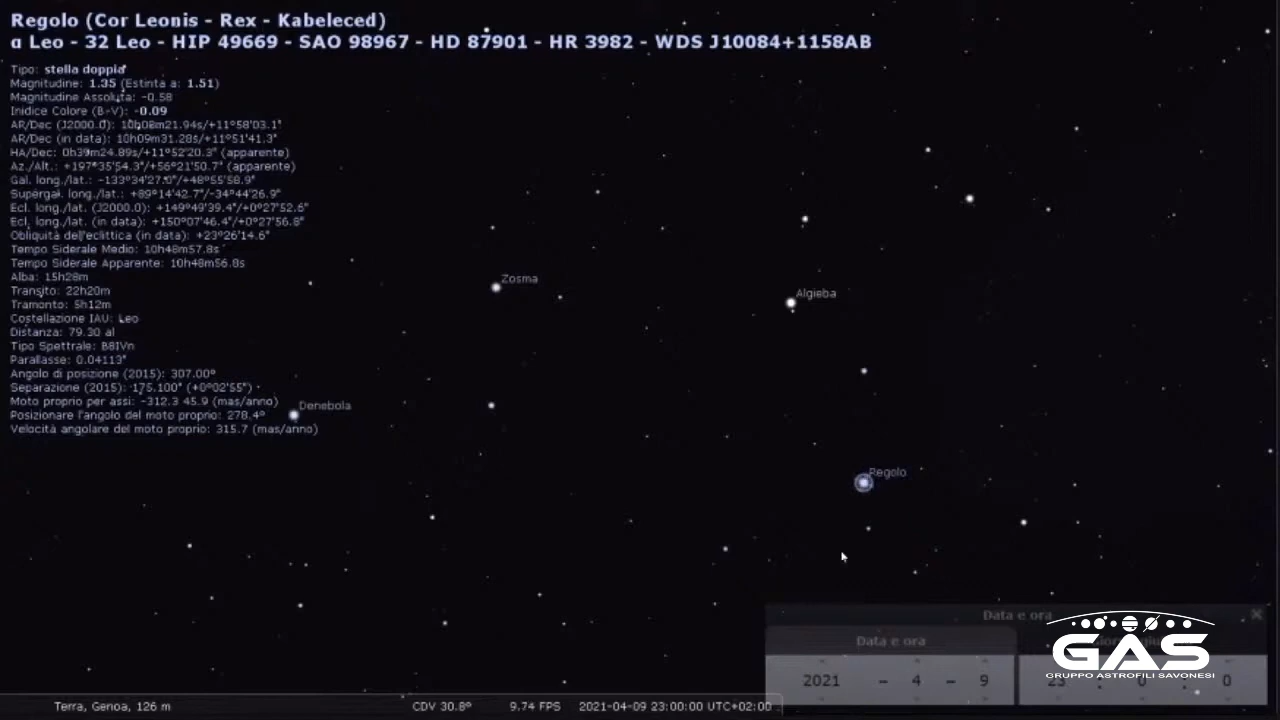 Regolo (Cor Leonis - Rex - Kabeleced)
α Leo - 32 Leo - HIP 49669 - SAO 98967 - HD 87901 - HR 3982 - WDS J10084+1158AB
Tipo: stella doppia
Magnitudine: 1.35 (Estinta a: 1.51)
Magnitudine Assoluta: -0.58
Inidice Colore (B-V): -0.09
AR/Dec (J2000.0): 10h08m21.94s/+11°58'03.1"
AR/Dec (in data): 10h09m31.28s/+11°51'41.3"
HA/Dec: 0h39m24.89s/+11°52'20.3" (apparente)
Az./Alt.: +197°35'54.3"/+56°21'50.7" (apparente)
Gal. long./lat.: -133°34'27.0"/+48°55'58.9"
Supergal. long./lat.: +89°14'42.7"/-34°44'26.9"
Ecl. long./lat. (J2000.0): +149°49'39.4"/+0°27'52.6"
Ecl. long./lat. (in data): +150°07'46.4"/+0°27'56.8"
Obliquità dell'eclittica (in data): +23°26'14.6"
Tempo Siderale Medio: 10h48m57.8s
Tempo Siderale Apparente: 10h48m56.8s
Alba: 15h28m
Transito: 22h20m
Tramonto: 5h12m
Costellazione IAU: Leo
Distanza: 79.30 al
Tipo Spettrale: B8IVn
Parallasse: 0.04113"
Angolo di posizione (2015): 307.00°
Separazione (2015): 175.100" (+0°02'55")
Moto proprio per assi: -312.3 45.9 (mas/anno)
Posizionare l'angolo del moto proprio: 278.4°
Velocità angolare del moto proprio: 315.7 (mas/anno)
Zosma
Algieba
Denebola
Regolo
Data e ora
Data e ora
2021 - 4 - 9
23 : 0 : 0
GAS
GRUPPO ASTROFILI SAVONESI
Terra, Genoa, 126 m
CDV 30.8°
9.74 FPS
2021-04-09 23:00:00 UTC+02:00